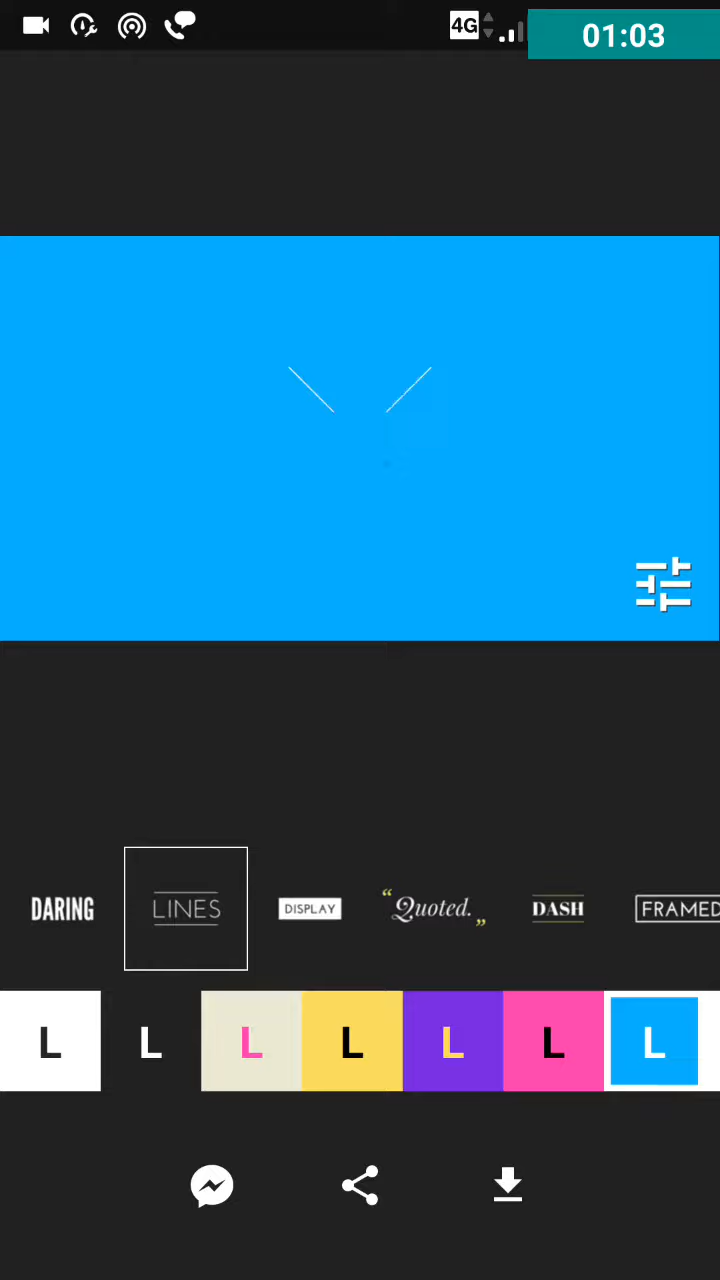 4G
01:03
DARING
LINES
DISPLAY
“Quoted.„
DASH
FRAMED
L L L L L L L